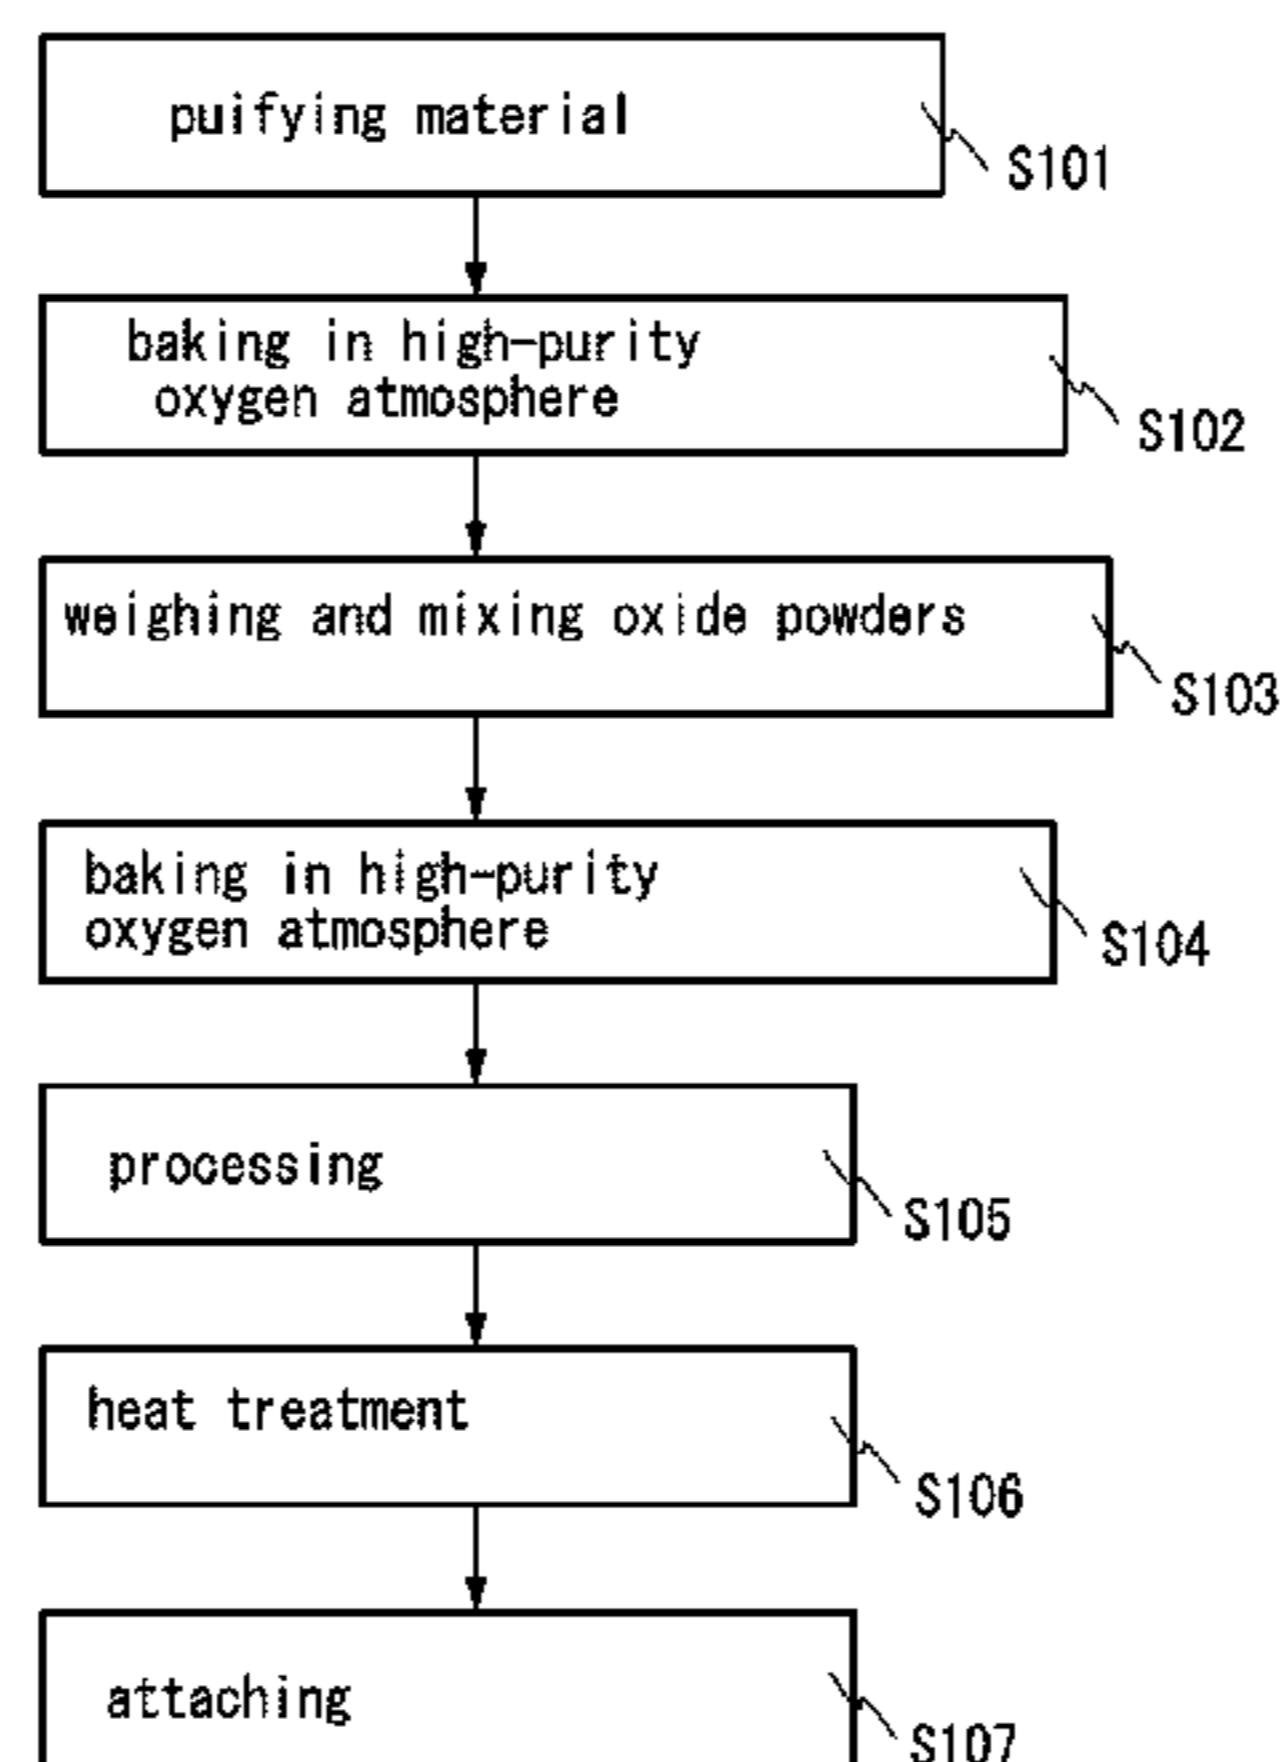 puifying material
S101
baking in high-purity
oxygen atmosphere
S102
weighing and mixing oxide powders
S103
baking in high-purity
oxygen atmosphere
S104
processing
S105
heat treatment
S106
attaching
S107